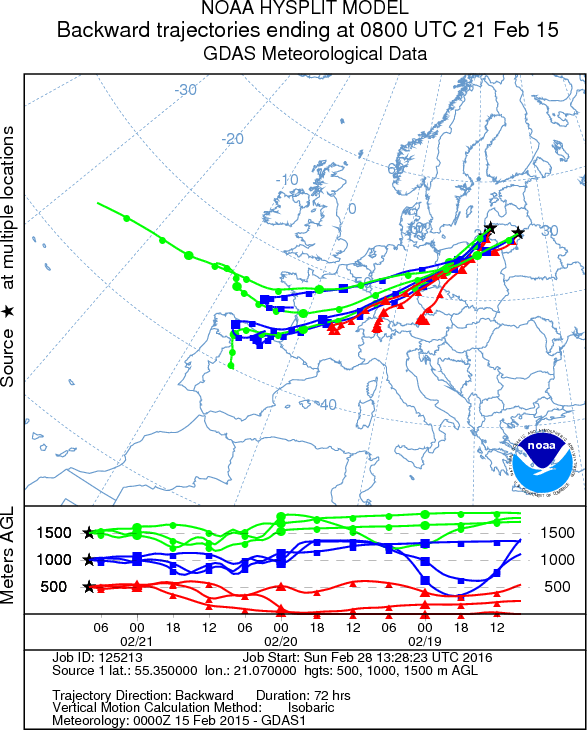 NOAA HYSPLIT MODEL
Backward trajectories ending at 0800 UTC 21 Feb 15
GDAS Meteorological Data
Source ★ at multiple locations
-30
-20
-10
0
30
40
noaa
Meters AGL
1500 1500
1000 1000
500 500
06 00 18 12 06 00 18 12 06 00 18 12
02/21 02/20 02/19
Job ID: 125213 Job Start: Sun Feb 28 13:28:23 UTC 2016
Source 1 lat.: 55.350000 lon.: 21.070000 hgts: 500, 1000, 1500 m AGL
Trajectory Direction: Backward Duration: 72 hrs
Vertical Motion Calculation Method: Isobaric
Meteorology: 0000Z 15 Feb 2015 - GDAS1